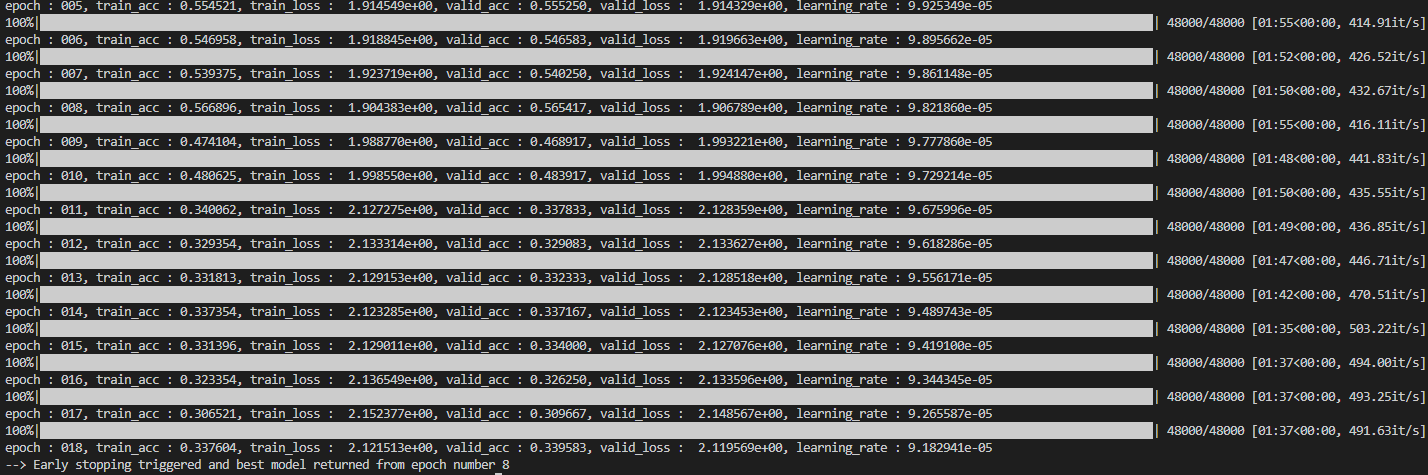 epoch : 005, train_acc : 0.554521, train_loss :  1.914549e+00, valid_acc : 0.555250, valid_loss :  1.914329e+00, learning_rate : 9.925349e-05
100%| | 48000/48000 [01:55<00:00, 414.91it/s]
epoch : 006, train_acc : 0.546958, train_loss :  1.918845e+00, valid_acc : 0.546583, valid_loss :  1.919663e+00, learning_rate : 9.895662e-05
100%| | 48000/48000 [01:52<00:00, 426.52it/s]
epoch : 007, train_acc : 0.539375, train_loss :  1.923719e+00, valid_acc : 0.540250, valid_loss :  1.924147e+00, learning_rate : 9.861148e-05
100%| | 48000/48000 [01:50<00:00, 432.67it/s]
epoch : 008, train_acc : 0.566896, train_loss :  1.904383e+00, valid_acc : 0.565417, valid_loss :  1.906789e+00, learning_rate : 9.821860e-05
100%| | 48000/48000 [01:55<00:00, 416.11it/s]
epoch : 009, train_acc : 0.474104, train_loss :  1.988770e+00, valid_acc : 0.468917, valid_loss :  1.993221e+00, learning_rate : 9.777860e-05
100%| | 48000/48000 [01:48<00:00, 441.83it/s]
epoch : 010, train_acc : 0.480625, train_loss :  1.998550e+00, valid_acc : 0.483917, valid_loss :  1.994880e+00, learning_rate : 9.729214e-05
100%| | 48000/48000 [01:50<00:00, 435.55it/s]
epoch : 011, train_acc : 0.340062, train_loss :  2.127275e+00, valid_acc : 0.337833, valid_loss :  2.128359e+00, learning_rate : 9.675996e-05
100%| | 48000/48000 [01:49<00:00, 436.85it/s]
epoch : 012, train_acc : 0.329354, train_loss :  2.133314e+00, valid_acc : 0.329083, valid_loss :  2.133627e+00, learning_rate : 9.618286e-05
100%| | 48000/48000 [01:47<00:00, 446.71it/s]
epoch : 013, train_acc : 0.331813, train_loss :  2.129153e+00, valid_acc : 0.332333, valid_loss :  2.128518e+00, learning_rate : 9.556171e-05
100%| | 48000/48000 [01:42<00:00, 470.51it/s]
epoch : 014, train_acc : 0.337354, train_loss :  2.123285e+00, valid_acc : 0.337167, valid_loss :  2.123453e+00, learning_rate : 9.489743e-05
100%| | 48000/48000 [01:35<00:00, 503.22it/s]
epoch : 015, train_acc : 0.331396, train_loss :  2.129011e+00, valid_acc : 0.334000, valid_loss :  2.127076e+00, learning_rate : 9.419100e-05
100%| | 48000/48000 [01:37<00:00, 494.00it/s]
epoch : 016, train_acc : 0.323354, train_loss :  2.136549e+00, valid_acc : 0.326250, valid_loss :  2.133596e+00, learning_rate : 9.344345e-05
100%| | 48000/48000 [01:37<00:00, 493.25it/s]
epoch : 017, train_acc : 0.306521, train_loss :  2.152377e+00, valid_acc : 0.309667, valid_loss :  2.148567e+00, learning_rate : 9.265587e-05
100%| | 48000/48000 [01:37<00:00, 491.63it/s]
epoch : 018, train_acc : 0.337604, train_loss :  2.121513e+00, valid_acc : 0.339583, valid_loss :  2.119569e+00, learning_rate : 9.182941e-05
--> Early stopping triggered and best model returned from epoch number 8